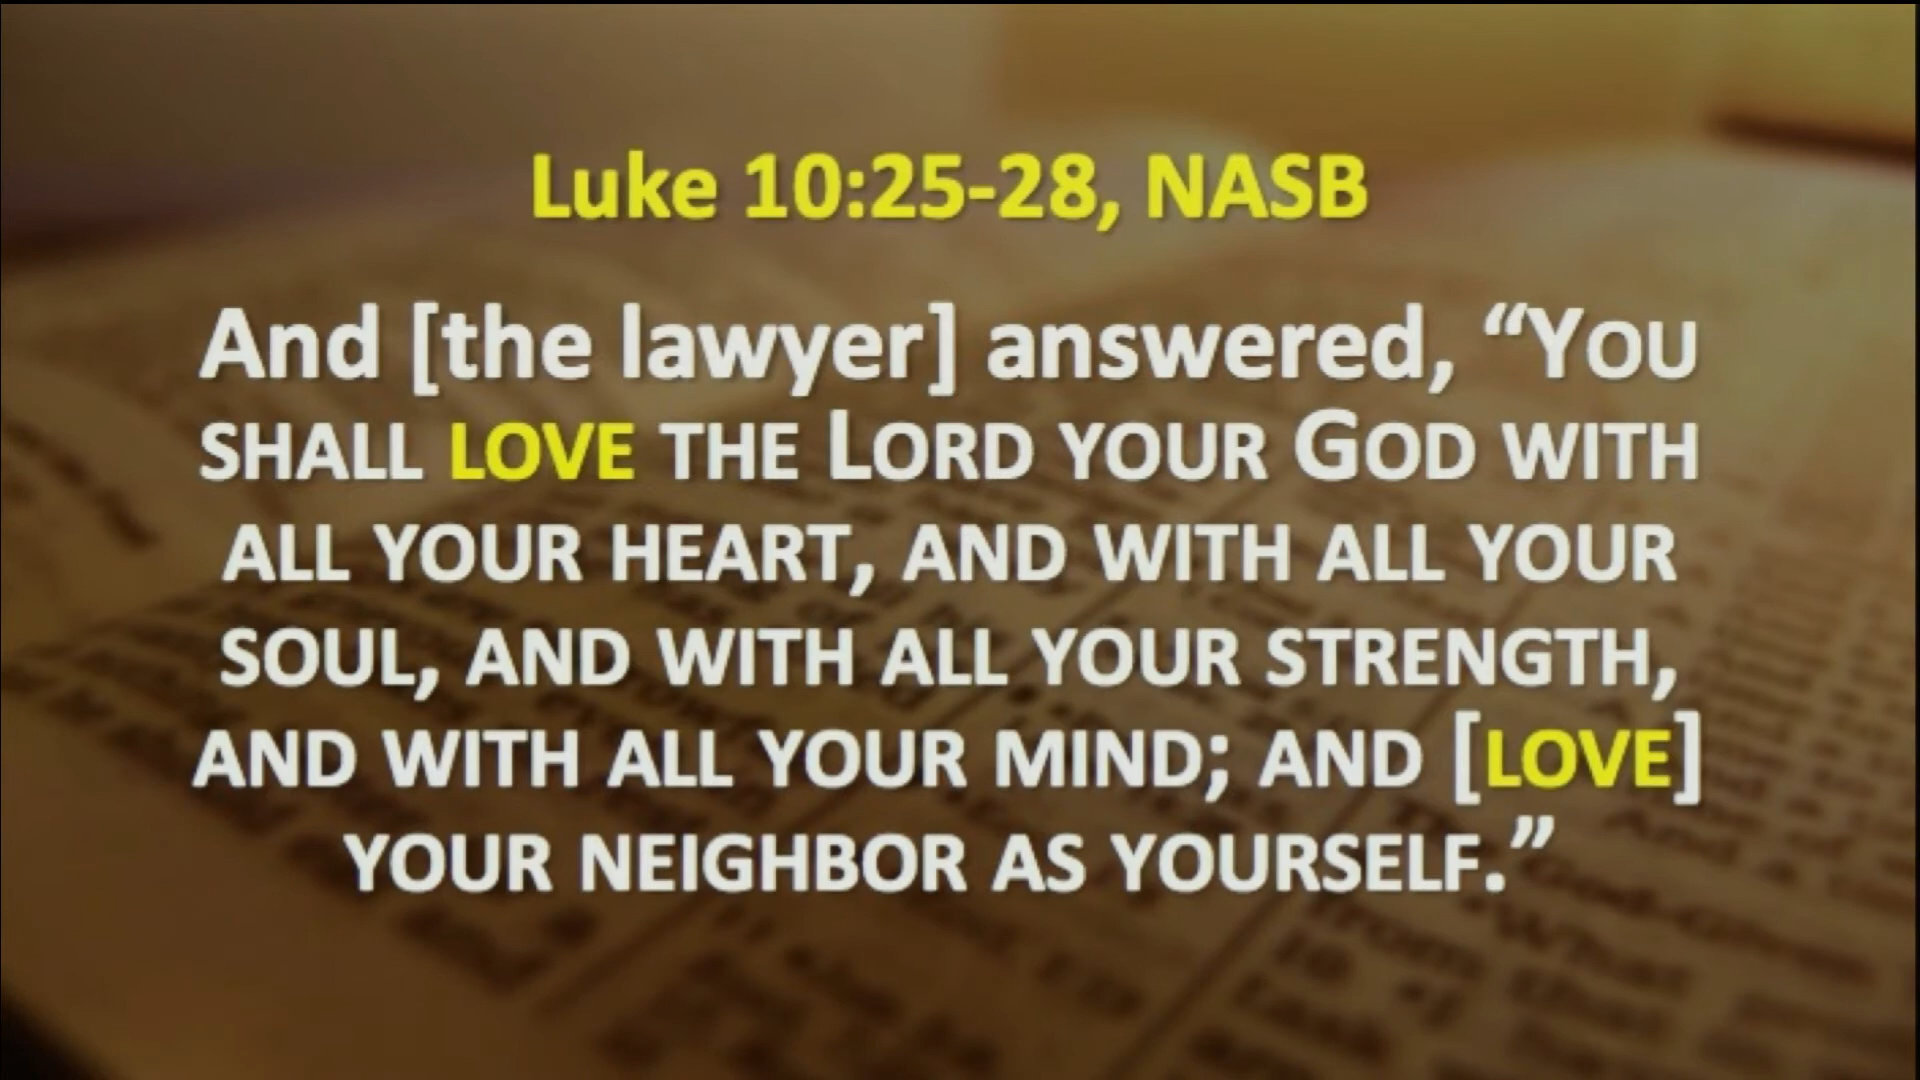 Luke 10:25-28, NASB
And [the lawyer] answered, “YOU
SHALL LOVE THE LORD YOUR GOD WITH
ALL YOUR HEART, AND WITH ALL YOUR
SOUL, AND WITH ALL YOUR STRENGTH,
AND WITH ALL YOUR MIND; AND [LOVE]
YOUR NEIGHBOR AS YOURSELF.”